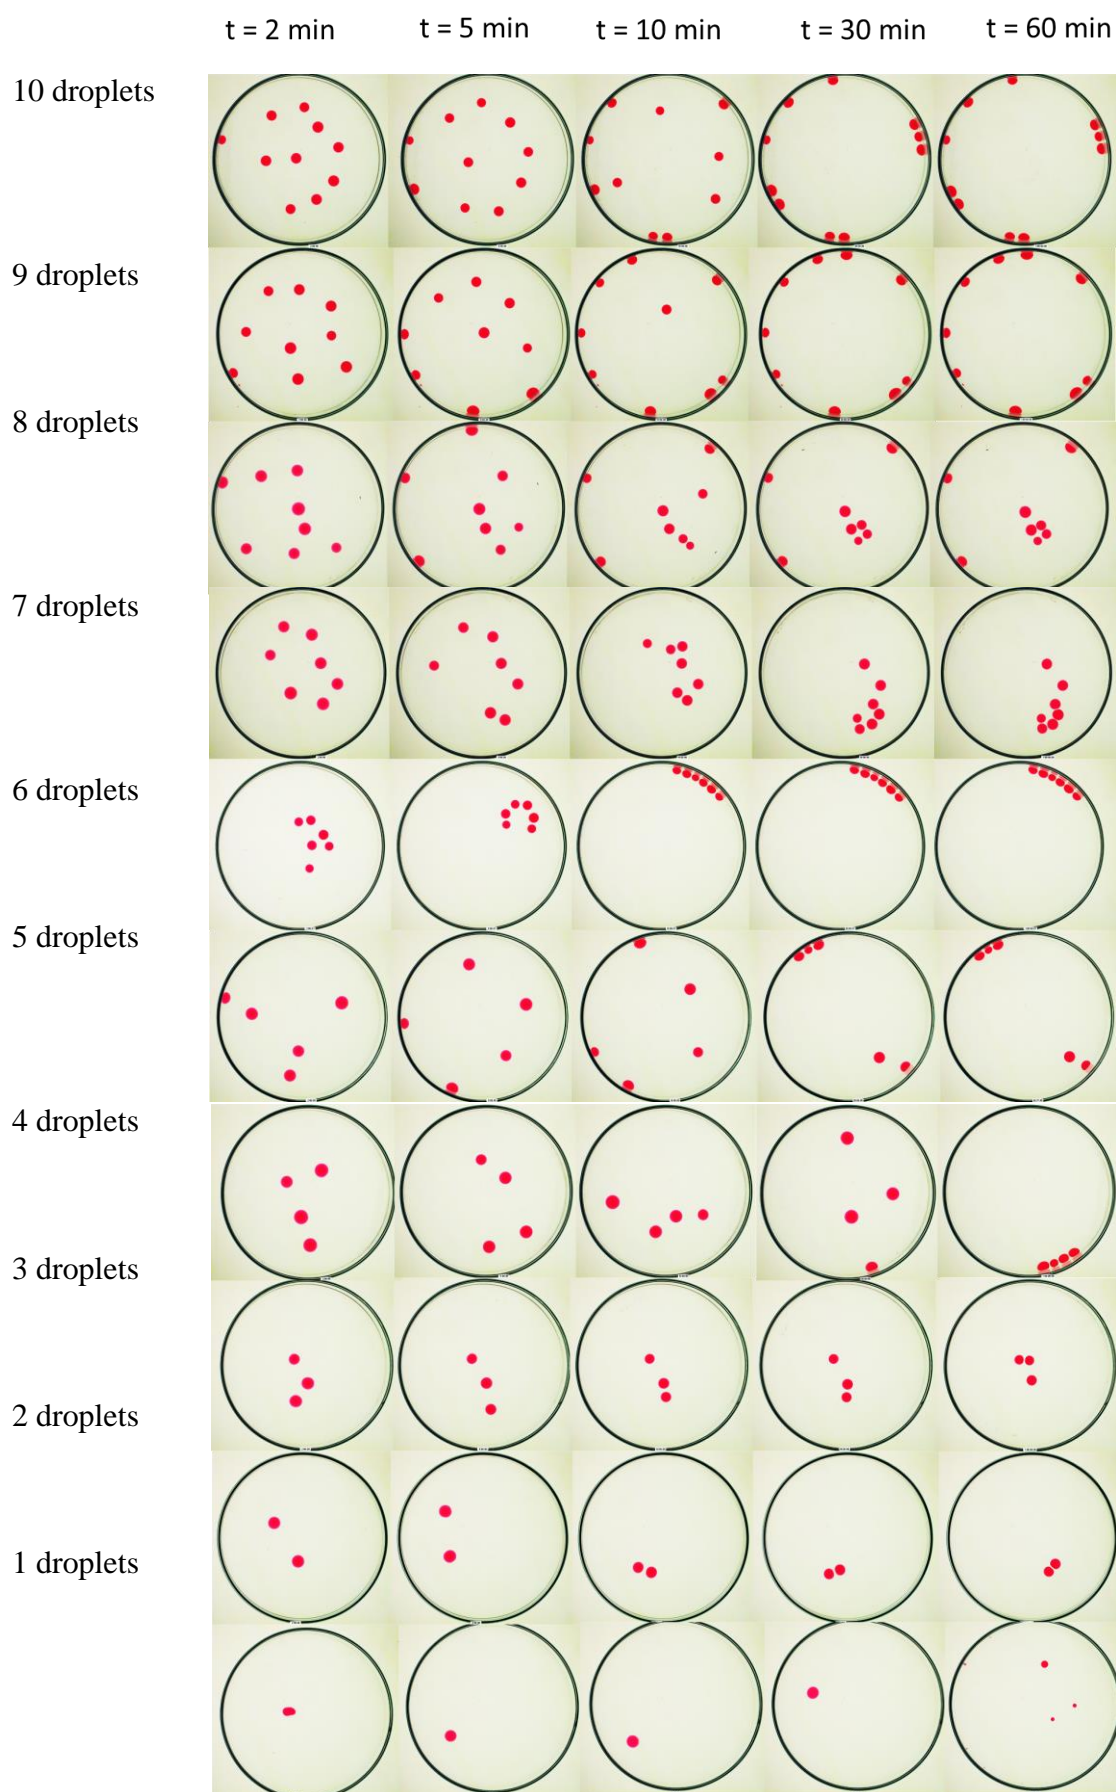 t = 2 min t = 5 min t = 10 min t = 30 min t = 60 min
10 droplets
9 droplets
8 droplets
7 droplets
6 droplets
5 droplets
4 droplets
3 droplets
2 droplets
1 droplets